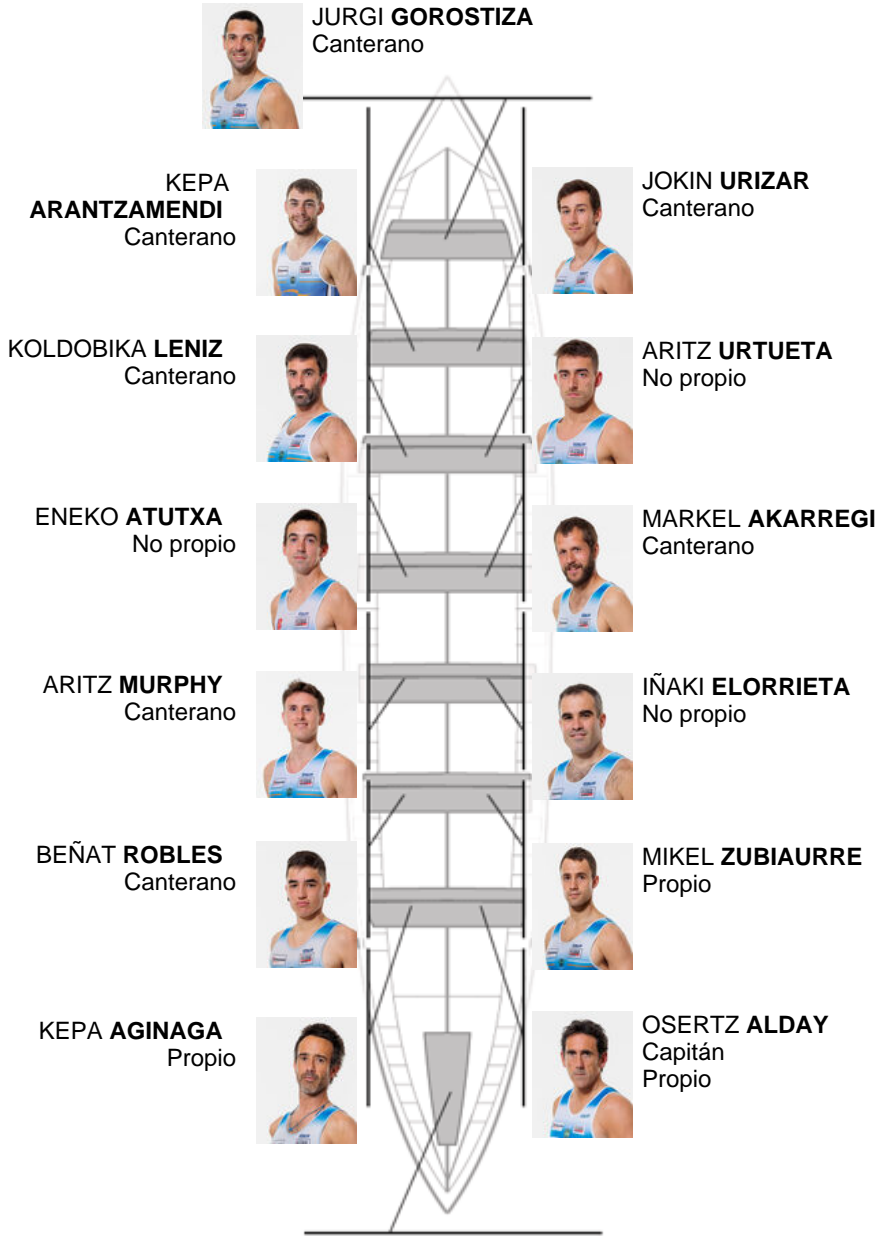 JURGI GOROSTIZA
Canterano
KEPA
ARANTZAMENDI
Canterano
JOKIN URIZAR
Canterano
KOLDOBIKA LENIZ
Canterano
ARITZ URTUETA
No propio
ENEKO ATUTXA
No propio
MARKEL AKARREGI
Canterano
ARITZ MURPHY
Canterano
IÑAKI ELORRIETA
No propio
BEÑAT ROBLES
Canterano
MIKEL ZUBIAURRE
Propio
KEPA AGINAGA
Propio
OSERTZ ALDAY
Capitán
Propio